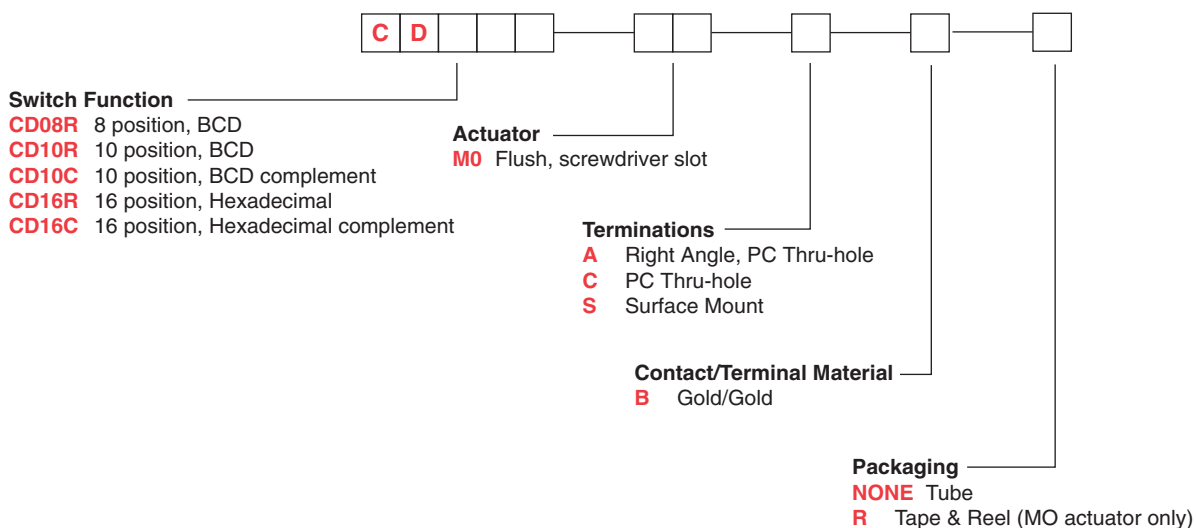 C D
Switch Function
CD08R 8 position, BCD
CD10R 10 position, BCD
CD10C 10 position, BCD complement
CD16R 16 position, Hexadecimal
CD16C 16 position, Hexadecimal complement
Actuator
M0 Flush, screwdriver slot
Terminations
A Right Angle, PC Thru-hole
C PC Thru-hole
S Surface Mount
Contact/Terminal Material
B Gold/Gold
Packaging
NONE Tube
R Tape & Reel (MO actuator only)